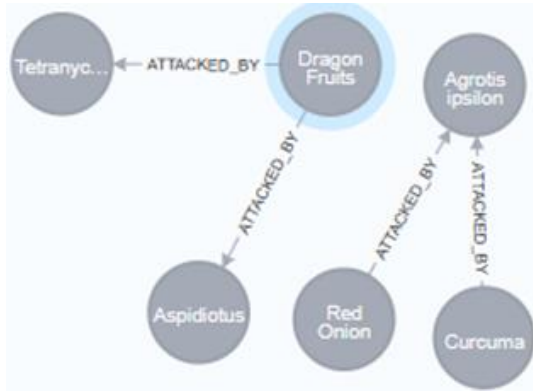 Tetranyc...
ATTACKED_BY
Dragon
Fruits
Agrotis
ipsilon
ATTACKED_BY
ATTACKED_BY
ATTACKED_BY
Aspidiotus
Red
Onion
Curcuma